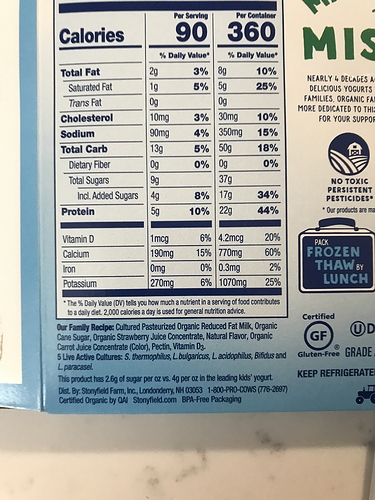 Per Serving Per Container
Calories 90 360
% Daily Value* % Daily Value*
Total Fat 2g 3% 8g 10%
Saturated Fat 1g 5% 5g 25%
Trans Fat 0g 0g
Cholesterol 10mg 3% 30mg 10%
Sodium 90mg 4% 350mg 15%
Total Carb 13g 5% 50g 18%
Dietary Fiber 0g 0% 0g 0%
Total Sugars 9g 37g
Incl. Added Sugars 4g 8% 17g 34%
Protein 5g 10% 22g 44%
Vitamin D 1mcg 6% 4.2mcg 20%
Calcium 190mg 15% 770mg 60%
Iron 0mg 0% 0.3mg 2%
Potassium 270mg 6% 1070mg 25%
* The % Daily Value (DV) tells you how much a nutrient in a serving of food contributes
to a daily diet. 2,000 calories a day is used for general nutrition advice.
Our Family Recipe: Cultured Pasteurized Organic Reduced Fat Milk, Organic
Cane Sugar, Organic Strawberry Juice Concentrate, Natural Flavor, Organic
Carrot Juice Concentrate (Color), Pectin, Vitamin D3.
5 Live Active Cultures: S. thermophilus, L. bulgaricus, L. acidophilus, Bifidus and
L. paracasei.
This product has 2.6g of sugar per oz vs. 4g per oz in the leading kids' yogurt.
Dist. By: Stonyfield Farm, Inc., Londonderry, NH 03053 1-800-PRO-COWS (776-2697)
Certified Organic by QAI Stonyfield.com BPA-Free Packaging
MIS
NEARLY 4 DECADES A
DELICIOUS YOGURTS
FAMILIES, ORGANIC FA
MORE DEDICATED TO THI
FOR YOUR SUPPO
NO TOXIC
PERSISTENT
PESTICIDES*
* Our products are ma
PACK
FROZEN
THAW BY
LUNCH
Certified
GF
Gluten-Free
UD
GRADE
KEEP REFRIGERATE